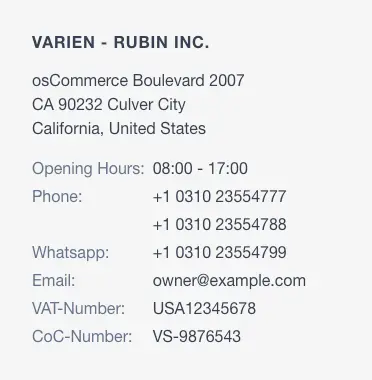 VARIEN - RUBIN INC.
osCommerce Boulevard 2007
CA 90232 Culver City
California, United States
Opening Hours: 08:00 - 17:00
Phone: +1 0310 23554777
+1 0310 23554788
Whatsapp: +1 0310 23554799
Email: owner@example.com
VAT-Number: USA12345678
CoC-Number: VS-9876543